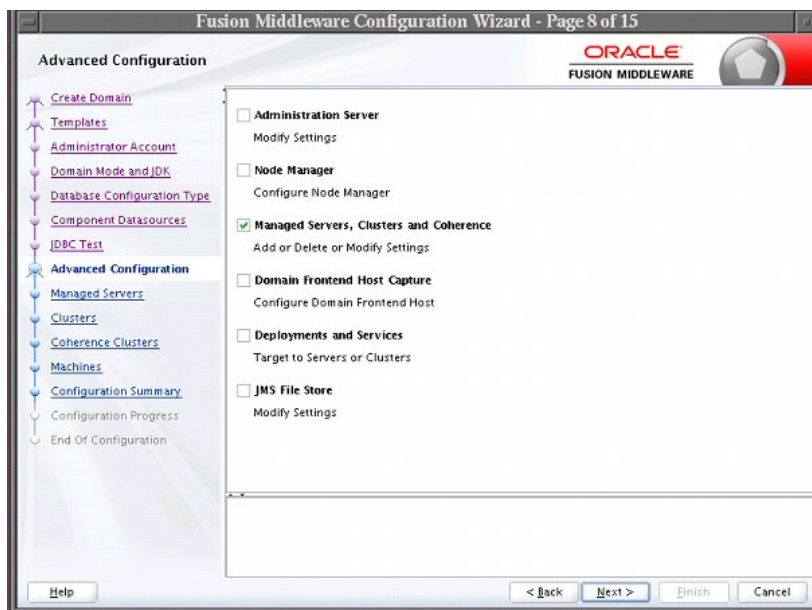 Fusion Middleware Configuration Wizard - Page 8 of 15
Advanced Configuration
ORACLE
FUSION MIDDLEWARE
Create Domain
Templates
Administrator Account
Domain Mode and JDK
Database Configuration Type
Component Datasources
JDBC Test
Advanced Configuration
Managed Servers
Clusters
Coherence Clusters
Machines
Configuration Summary
Configuration Progress
End Of Configuration
Administration Server
Modify Settings
Node Manager
Configure Node Manager
Managed Servers, Clusters and Coherence
Add or Delete or Modify Settings
Domain Frontend Host Capture
Configure Domain Frontend Host
Deployments and Services
Target to Servers or Clusters
JMS File Store
Modify Settings
Help
< Back
Next >
Finish
Cancel